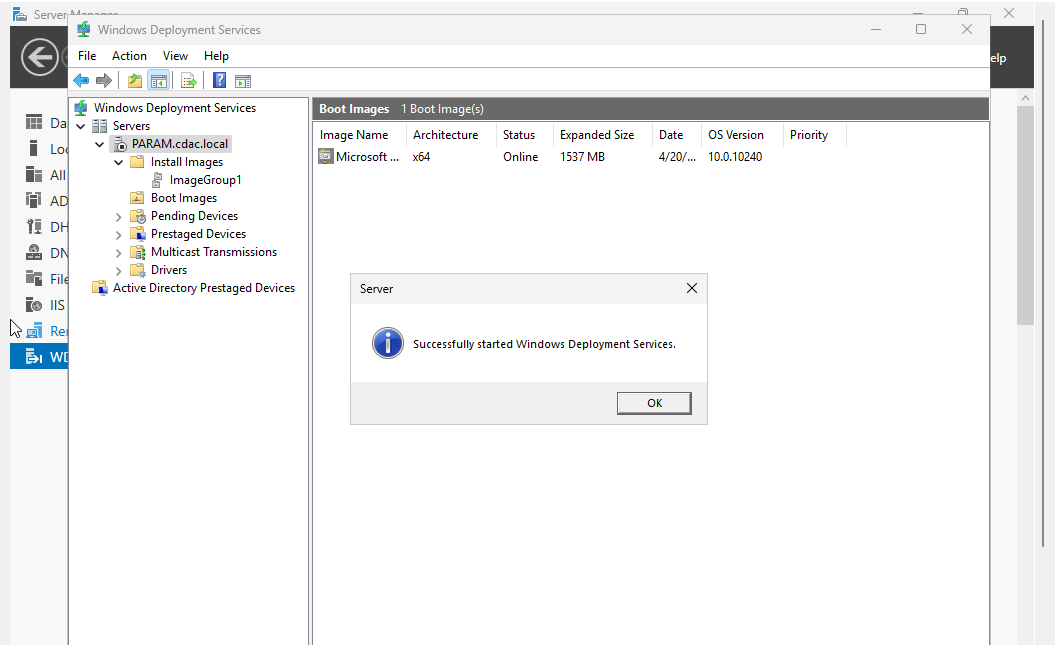 Server Manager
Windows Deployment Services
File Action View Help
elp
Windows Deployment Services
Servers
PARAM.cdac.local
Install Images
ImageGroup1
Boot Images
Pending Devices
Prestaged Devices
Multicast Transmissions
Drivers
Active Directory Prestaged Devices
Boot Images 1 Boot Image(s)
Image Name Architecture Status Expanded Size Date OS Version Priority
Microsoft ... x64 Online 1537 MB 4/20/... 10.0.10240
Server
Successfully started Windows Deployment Services.
OK
Da
Loc
All
AD
DH
DN
File
IIS
Rer
WD